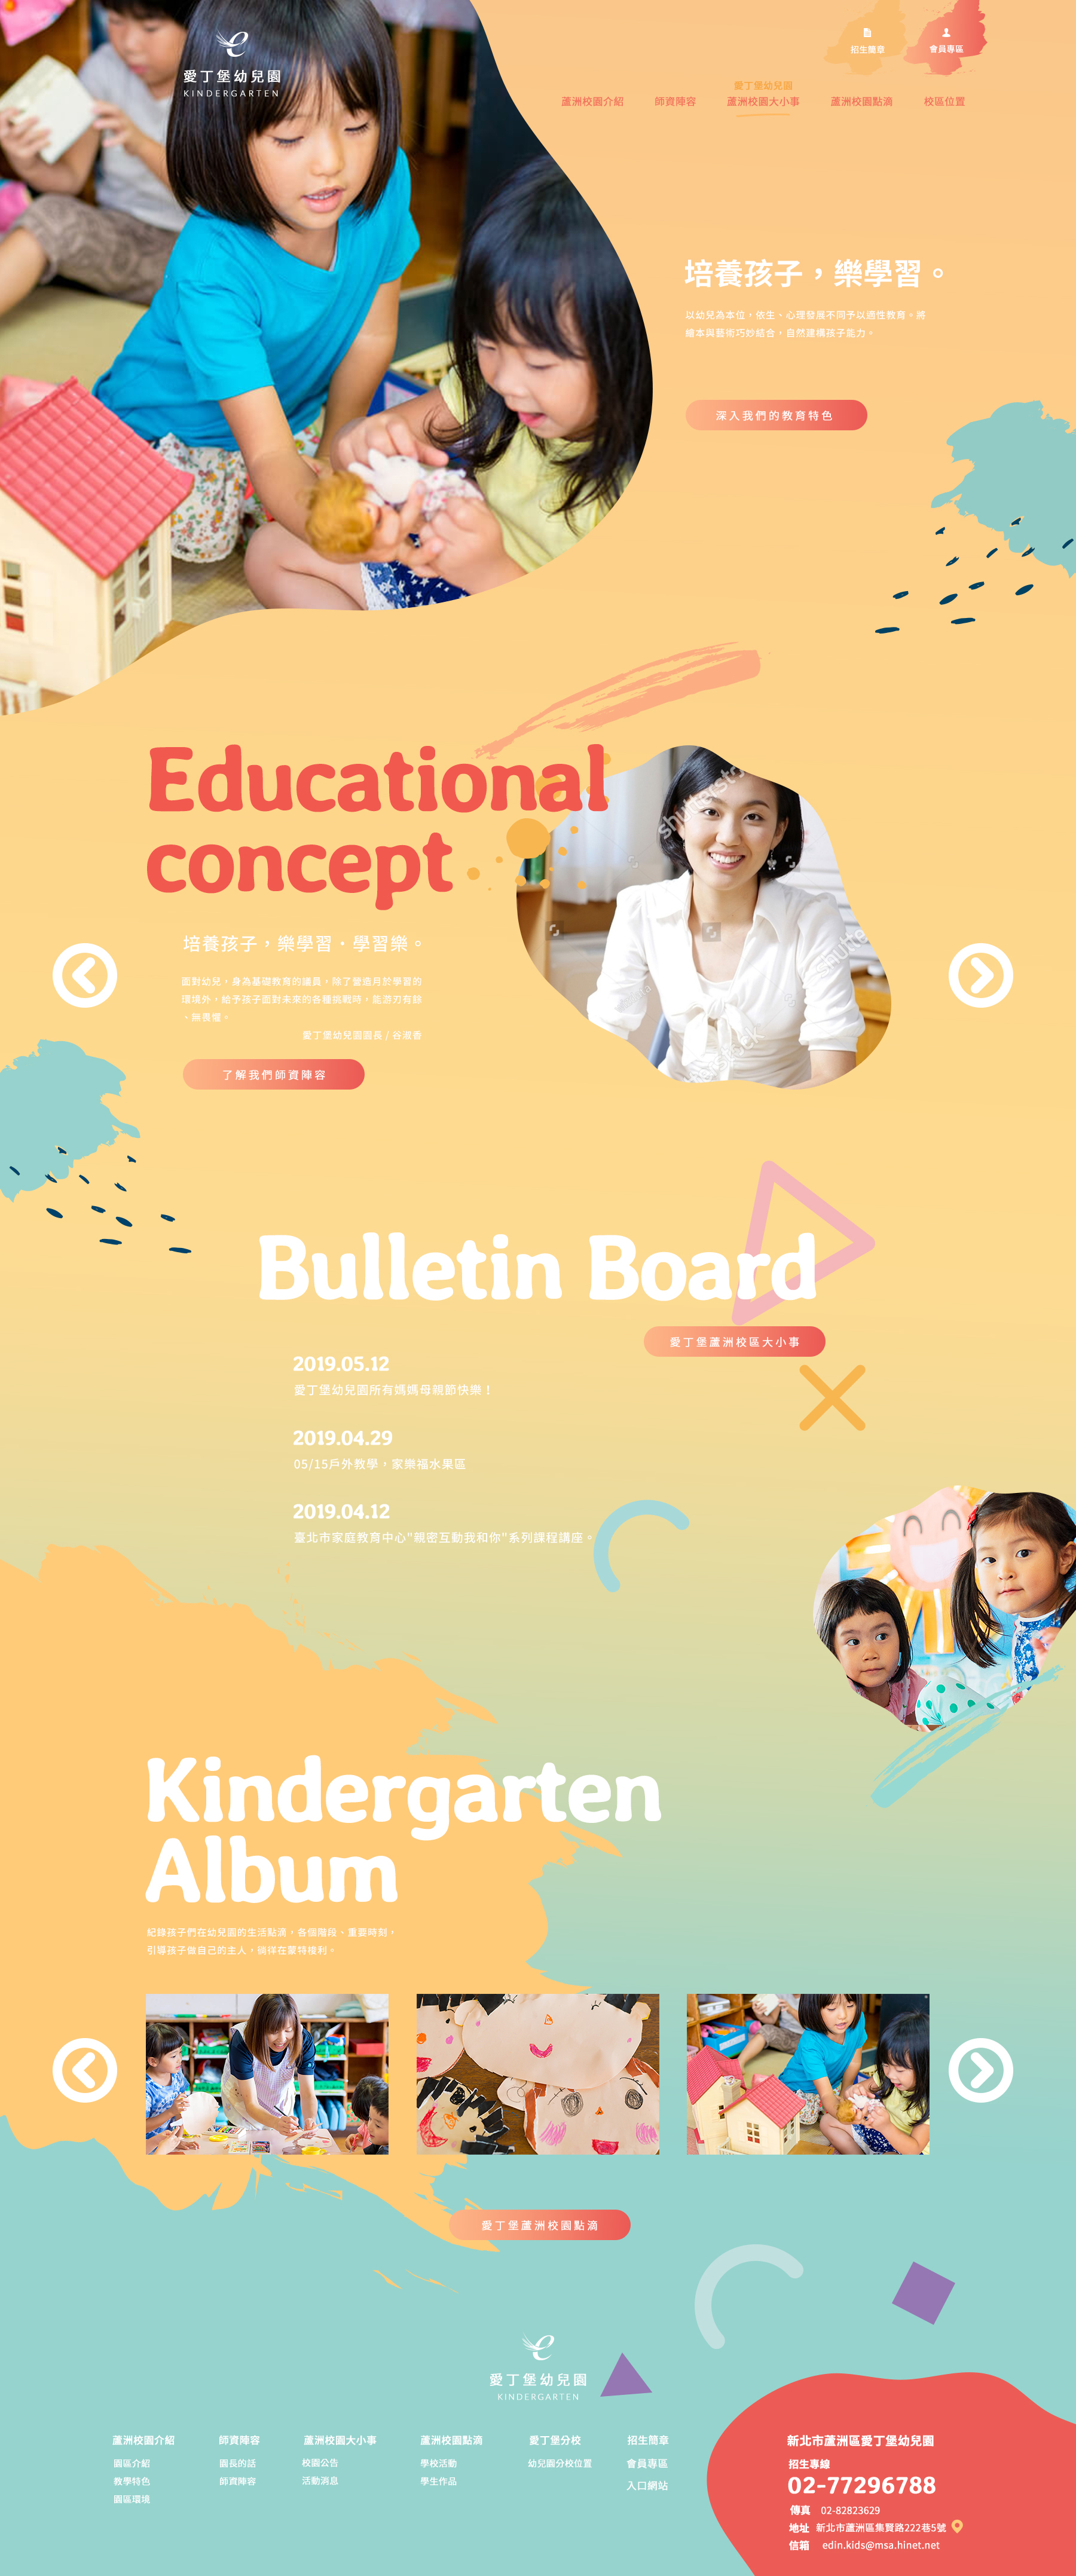 愛丁堡幼兒園
KINDERGARTEN
招生簡章
會員專區
愛丁堡幼兒園
蘆洲校園介紹
師資陣容
蘆洲校園大小事
蘆洲校園點滴
校區位置
培養孩子，樂學習。
以幼兒為本位，依生、心理發展不同予以適性教育。將
繪本與藝術巧妙結合，自然建構孩子能力。
深入我們的教育特色
Educational
concept
培養孩子，樂學習．學習樂。
面對幼兒，身為基礎教育的議員，除了營造月於學習的
環境外，給予孩子面對未來的各種挑戰時，能游刃有餘
、無畏懼。
愛丁堡幼兒園園長 / 谷淑香
了解我們師資陣容
Bulletin Board
愛丁堡蘆洲校區大小事
2019.05.12
愛丁堡幼兒園所有媽媽母親節快樂！
2019.04.29
05/15戶外教學，家樂福水果區
2019.04.12
臺北市家庭教育中心"親密互動我和你"系列課程講座。
Kindergarten
Album
紀錄孩子們在幼兒園的生活點滴，各個階段、重要時刻，
引導孩子做自己的主人，徜徉在蒙特梭利。
愛丁堡蘆洲校園點滴
愛丁堡幼兒園
KINDERGARTEN
蘆洲校園介紹
園區介紹
教學特色
園區環境
師資陣容
園長的話
師資陣容
蘆洲校園大小事
校園公告
活動消息
蘆洲校園點滴
學校活動
學生作品
愛丁堡分校
幼兒園分校位置
招生簡章
會員專區
入口網站
新北市蘆洲區愛丁堡幼兒園
招生專線
02-77296788
傳真 02-82823629
地址 新北市蘆洲區集賢路222巷5號
信箱 edin.kids@msa.hinet.net